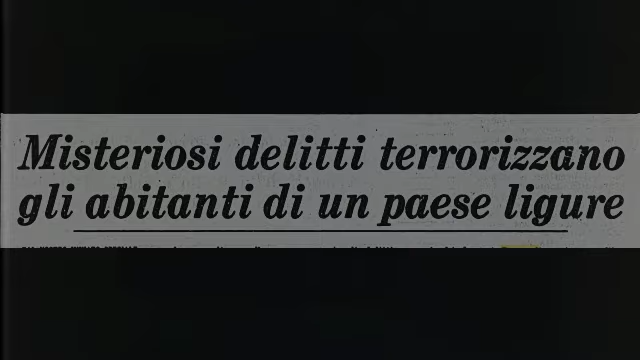 Misteriosi delitti terrorizzano
gli abitanti di un paese ligure